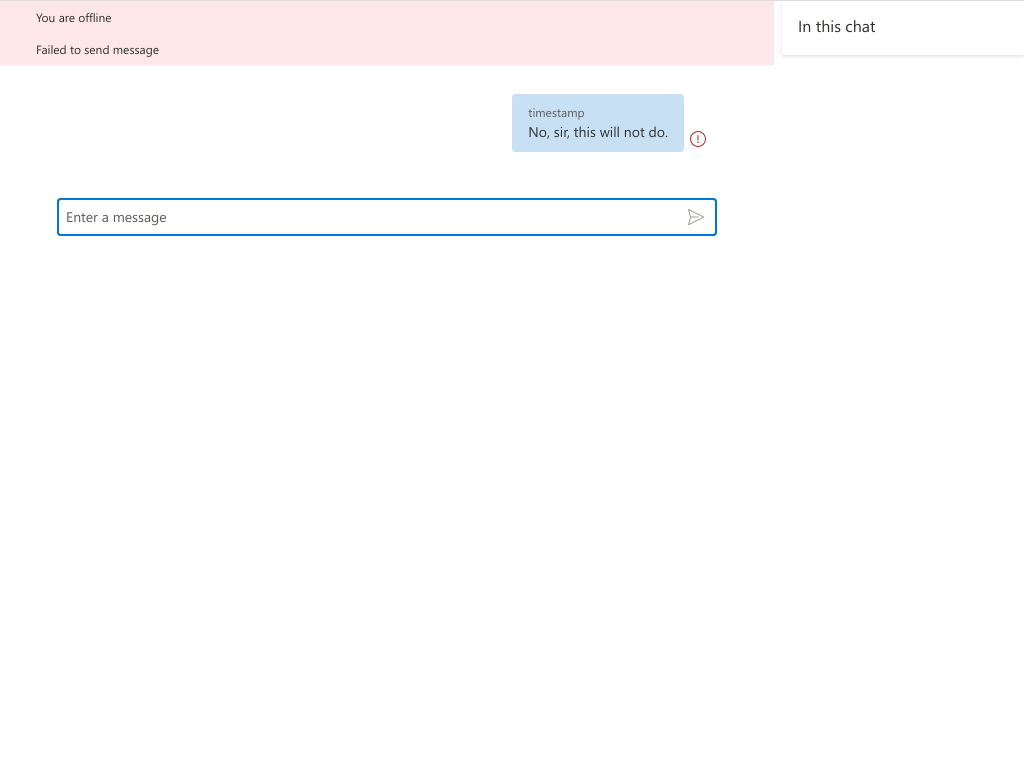 You are offline
Failed to send message
In this chat
timestamp
No, sir, this will not do.
Enter a message